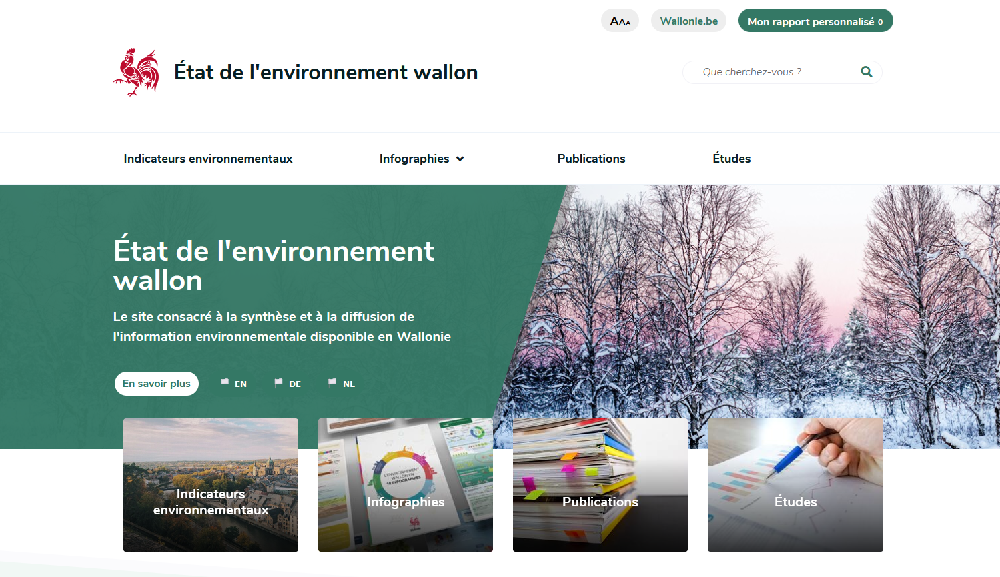 AAA
Wallonie.be
Mon rapport personnalisé 0
État de l'environnement wallon
Que cherchez-vous ?
Indicateurs environnementaux
Infographies
Publications
Études
État de l'environnement
wallon
Le site consacré à la synthèse et à la diffusion de
l'information environnementale disponible en Wallonie
En savoir plus
EN
DE
NL
Indicateurs
environnementaux
L'ENVIRONNEMENT
WALLON EN
10 INFOGRAPHIES
Infographies
Publications
Études